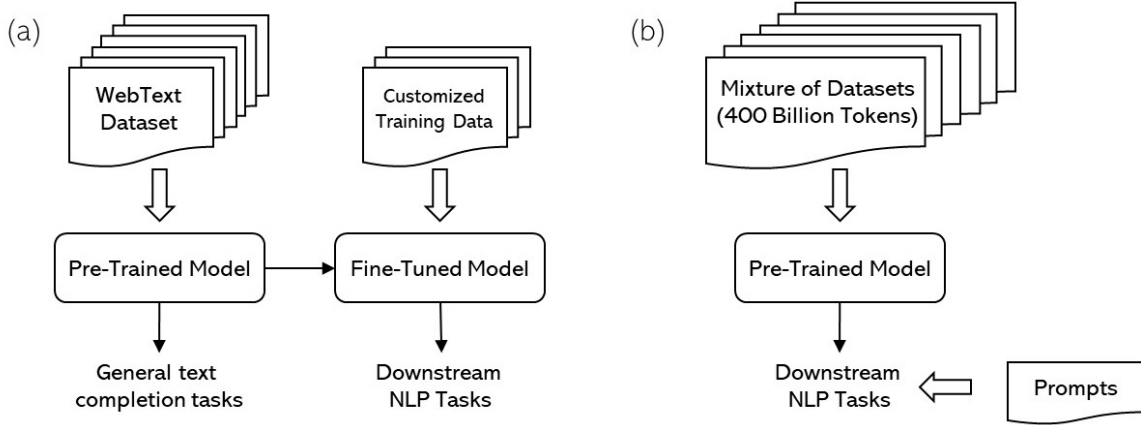 (a)
WebText
Dataset
Customized
Training Data
Pre-Trained Model
Fine-Tuned Model
General text
completion tasks
Downstream
NLP Tasks
(b)
Mixture of Datasets
(400 Billion Tokens)
Pre-Trained Model
Downstream
NLP Tasks
Prompts